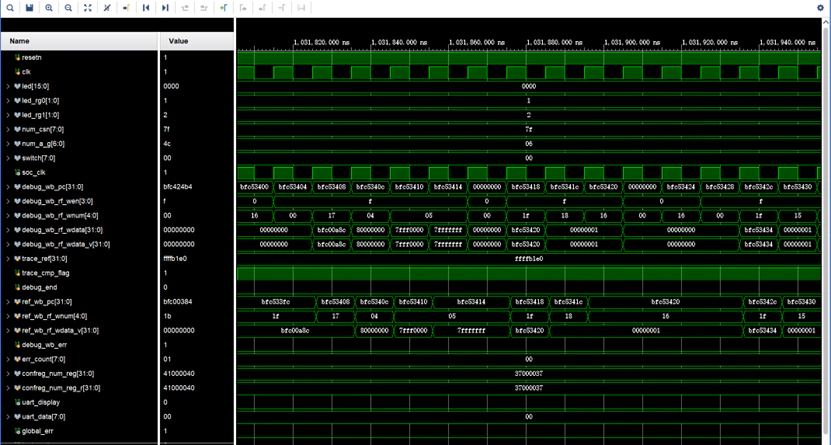 Name Value 1,031,820.000 ns 1,031,840.000 ns 1,031,860.000 ns 1,031,880.000 ns 1,031,900.000 ns 1,031,920.000 ns 1,031,940.000 ns
resetn 1
clk 1
led[15:0] 0000 0000
led_rg0[1:0] 1 1
led_rg1[1:0] 2 2
num_csn[7:0] 7f 7f
num_a_g[6:0] 4c 06
switch[7:0] 00 00
soc_clk 1
debug_wb_pc[31:0] bfc424b4 bfc53400 bfc53404 bfc53408 bfc5340c bfc53410 bfc53414 00000000 bfc53418 bfc5341c bfc53420 00000000 bfc53424 bfc53428 bfc5342c bfc53430
debug_wb_rf_wen[3:0] f 0 f 0 f 0 f
debug_wb_rf_wnum[4:0] 00 16 00 17 04 05 00 1f 18 16 00 16 00 1f 15
debug_wb_rf_wdata[31:0] 00000000 00000000 bfc00a8c 80000000 7fff0000 7fffffff 00000000 bfc53420 00000001 00000000 bfc53434 00000001
debug_wb_rf_wdata_v[31:0] 00000000 00000000 bfc00a8c 80000000 7fff0000 7fffffff 00000000 bfc53420 00000001 00000000 bfc53434 00000001
trace_ref[31:0] ffffb1e0 ffffb1e0
trace_cmp_flag 1
debug_end 0
ref_wb_pc[31:0] bfc00384 bfc533fc bfc53408 bfc5340c bfc53410 bfc53414 bfc53418 bfc5341c bfc53420 bfc5342c bfc53430
ref_wb_rf_wnum[4:0] 1b 1f 17 04 05 1f 18 16 1f 15
ref_wb_rf_wdata_v[31:0] 00000000 bfc00a8c 80000000 7fff0000 7fffffff bfc53420 00000001 bfc53434 00000001
debug_wb_err 1
err_count[7:0] 01 00
confreg_num_reg[31:0] 41000040 37000037
confreg_num_reg_r[31:0] 41000040 37000037
uart_display 0
uart_data[7:0] 00 00
global_err 1